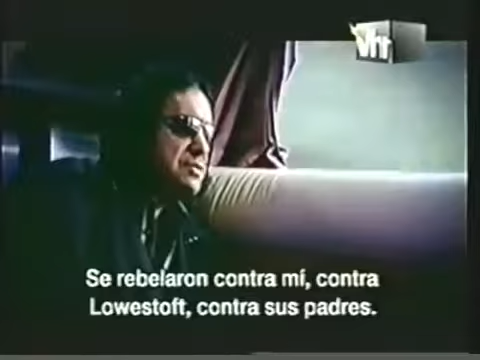 VH1
Se rebelaron contra mí, contra
Lowestoft, contra sus padres.